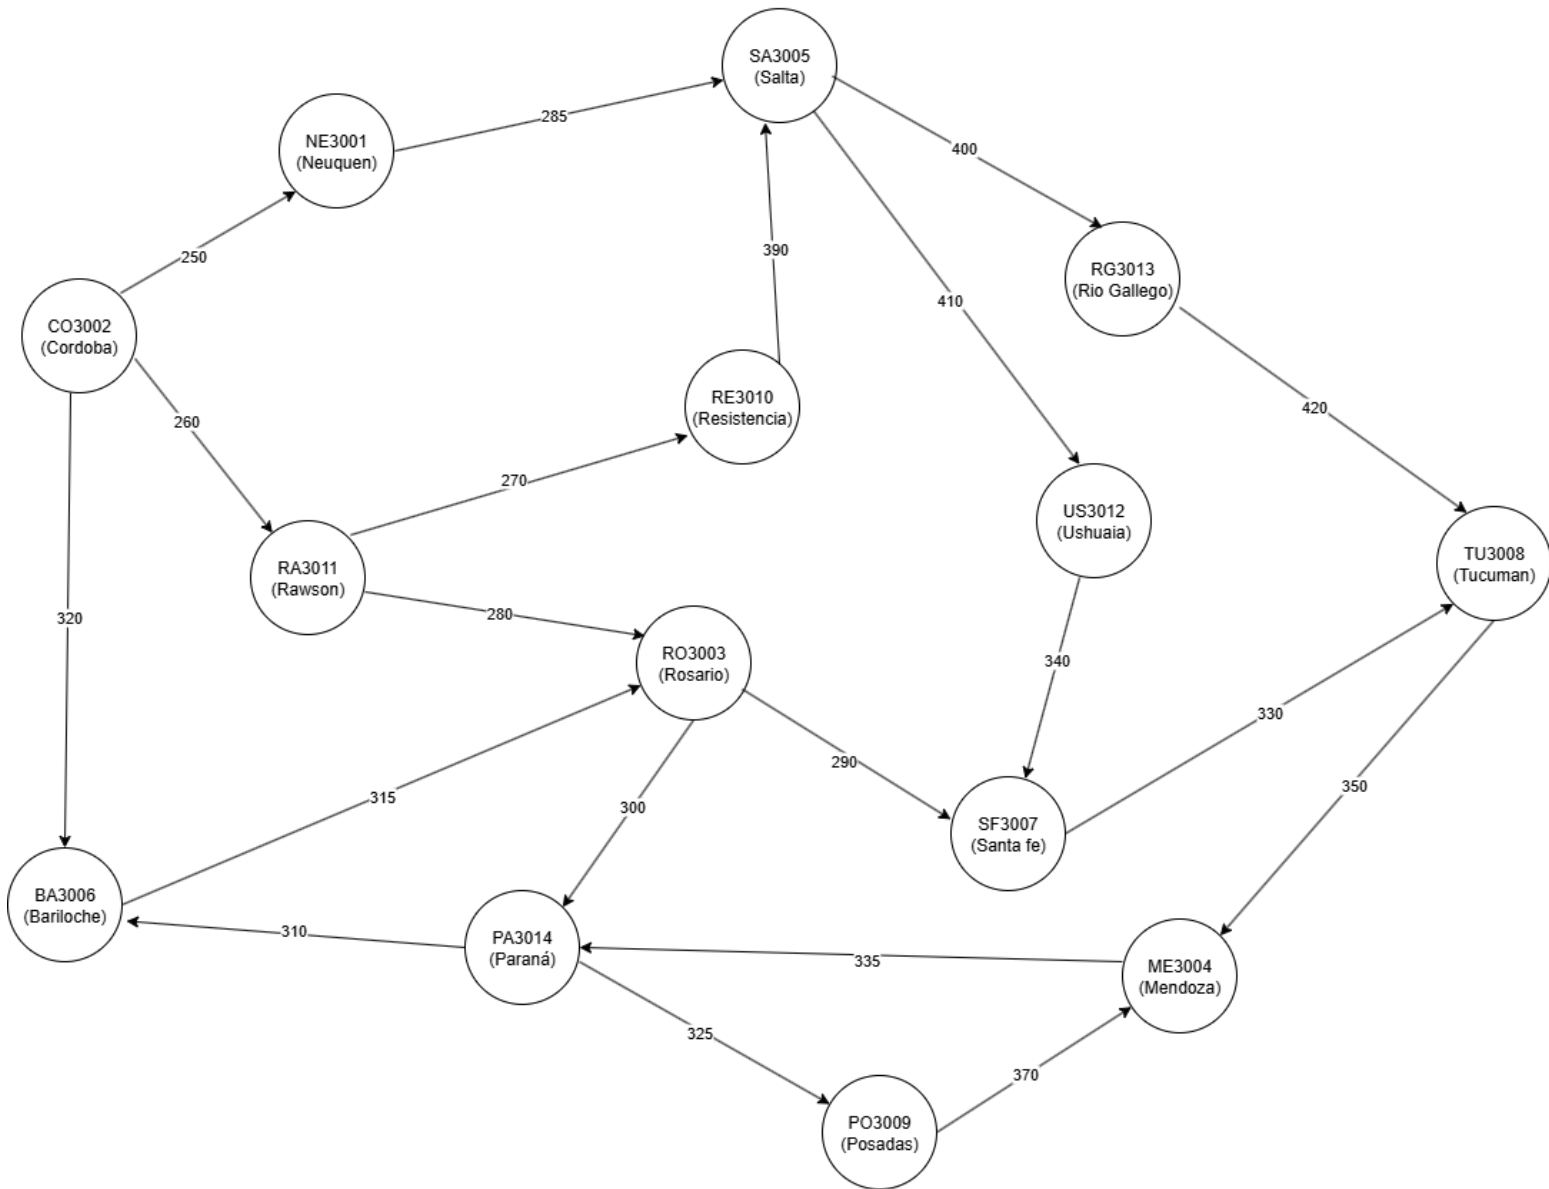 SA3005
(Salta)
285
NE3001
(Neuquen)
400
250
390
RG3013
(Rio Gallego)
410
CO3002
(Cordoba)
RE3010
(Resistencia)
420
260
270
US3012
(Ushuaia)
TU3008
(Tucuman)
RA3011
(Rawson)
320
280
RO3003
(Rosario)
340
330
290
350
315
300
SF3007
(Santa fe)
BA3006
(Bariloche)
310
PA3014
(Paraná)
335
ME3004
(Mendoza)
325
370
PO3009
(Posadas)